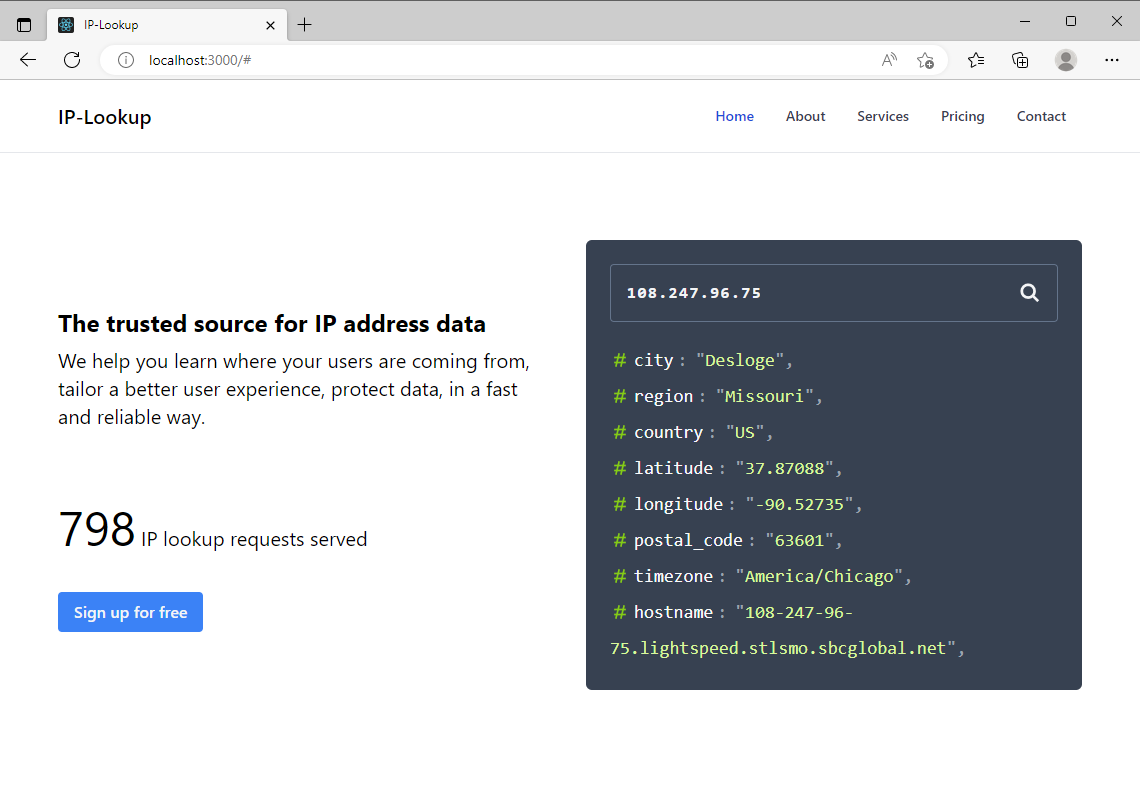 IP-Lookup
localhost:3000/#
IP-Lookup
Home About Services Pricing Contact
The trusted source for IP address data
We help you learn where your users are coming from,
tailor a better user experience, protect data, in a fast
and reliable way.
798 IP lookup requests served
Sign up for free
108.247.96.75
# city : "Desloge",
# region : "Missouri",
# country : "US",
# latitude : "37.87088",
# longitude : "-90.52735",
# postal_code : "63601",
# timezone : "America/Chicago",
# hostname : "108-247-96-
75.lightspeed.stlsmo.sbcglobal.net",